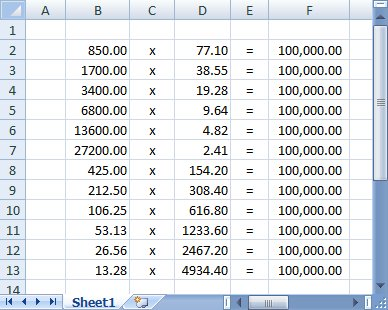 A B C D E F
1
2 850.00 x 77.10 = 100,000.00
3 1700.00 x 38.55 = 100,000.00
4 3400.00 x 19.28 = 100,000.00
5 6800.00 x 9.64 = 100,000.00
6 13600.00 x 4.82 = 100,000.00
7 27200.00 x 2.41 = 100,000.00
8 425.00 x 154.20 = 100,000.00
9 212.50 x 308.40 = 100,000.00
10 106.25 x 616.80 = 100,000.00
11 53.13 x 1233.60 = 100,000.00
12 26.56 x 2467.20 = 100,000.00
13 13.28 x 4934.40 = 100,000.00
14
Sheet1